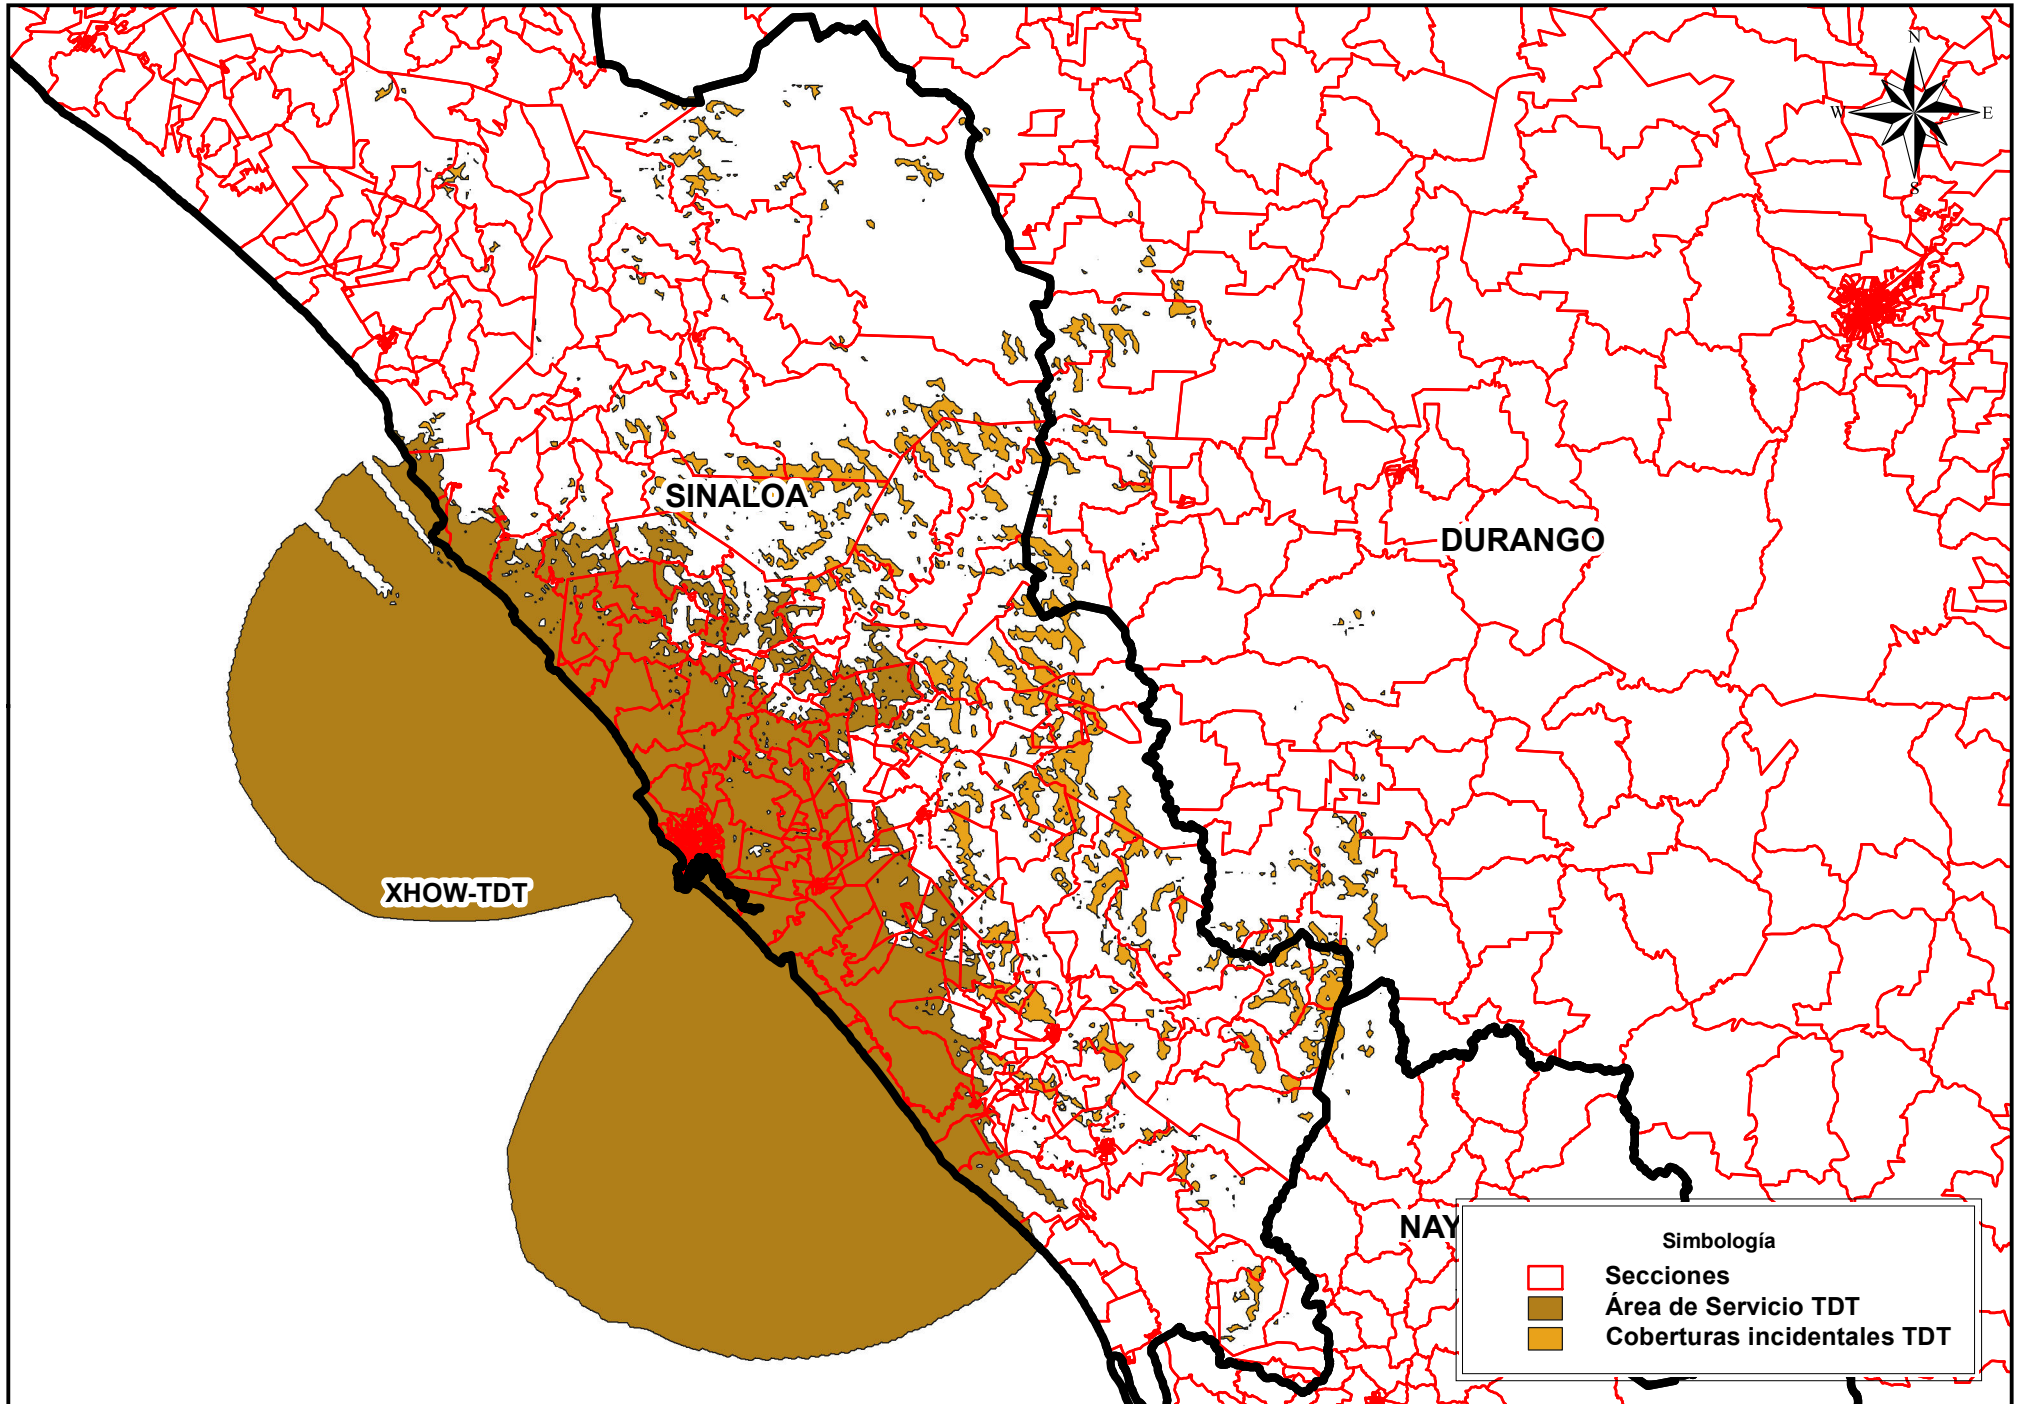 N
W E
S
SINALOA
DURANGO
XHOW-TDT
NAY
Simbología
Secciones
Área de Servicio TDT
Coberturas incidentales TDT